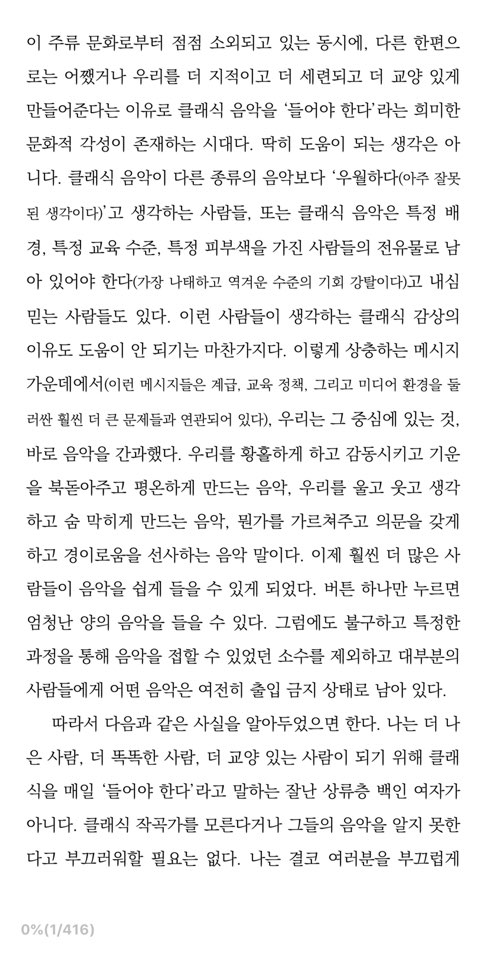 이 주류 문화로부터 점점 소외되고 있는 동시에, 다른 한편으
로는 어쨌거나 우리를 더 지적이고 더 세련되고 더 교양 있게
만들어준다는 이유로 클래식 음악을 ‘들어야 한다’라는 희미한
문화적 각성이 존재하는 시대다. 딱히 도움이 되는 생각은 아
니다. 클래식 음악이 다른 종류의 음악보다 ‘우월하다(아주 잘못
된 생각이다)’고 생각하는 사람들, 또는 클래식 음악은 특정 배
경, 특정 교육 수준, 특정 피부색을 가진 사람들의 전유물로 남
아 있어야 한다(가장 나태하고 역겨운 수준의 기회 강탈이다)고 내심
믿는 사람들도 있다. 이런 사람들이 생각하는 클래식 감상의
이유도 도움이 안 되기는 마찬가지다. 이렇게 상충하는 메시지
가운데에서(이런 메시지들은 계급, 교육 정책, 그리고 미디어 환경을 둘
러싼 훨씬 더 큰 문제들과 연관되어 있다), 우리는 그 중심에 있는 것,
바로 음악을 간과했다. 우리를 황홀하게 하고 감동시키고 기운
을 북돋아주고 평온하게 만드는 음악, 우리를 울고 웃고 생각
하고 숨 막히게 만드는 음악, 뭔가를 가르쳐주고 의문을 갖게
하고 경이로움을 선사하는 음악 말이다. 이제 훨씬 더 많은 사
람들이 음악을 쉽게 들을 수 있게 되었다. 버튼 하나만 누르면
엄청난 양의 음악을 들을 수 있다. 그럼에도 불구하고 특정한
과정을 통해 음악을 접할 수 있었던 소수를 제외하고 대부분의
사람들에게 어떤 음악은 여전히 출입 금지 상태로 남아 있다.
따라서 다음과 같은 사실을 알아두었으면 한다. 나는 더 나
은 사람, 더 똑똑한 사람, 더 교양 있는 사람이 되기 위해 클래
식을 매일 ‘들어야 한다’라고 말하는 잘난 상류층 백인 여자가
아니다. 클래식 작곡가를 모른다거나 그들의 음악을 알지 못한
다고 부끄러워할 필요는 없다. 나는 결코 여러분을 부끄럽게
0%(1/416)